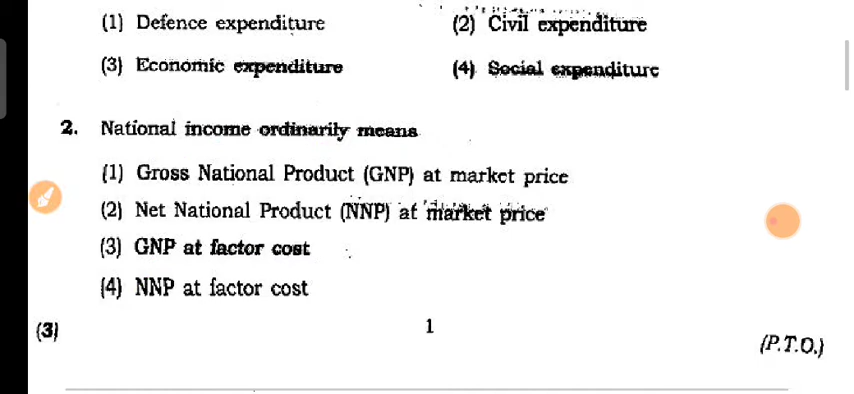 (1) Defence expenditure (2) Civil expenditure
(3) Economic expenditure (4) Social expenditure
2. National income ordinarily means
(1) Gross National Product (GNP) at market price
(2) Net National Product (NNP) at market price
(3) GNP at factor cost
(4) NNP at factor cost
(3) 1 (P.T.O.)